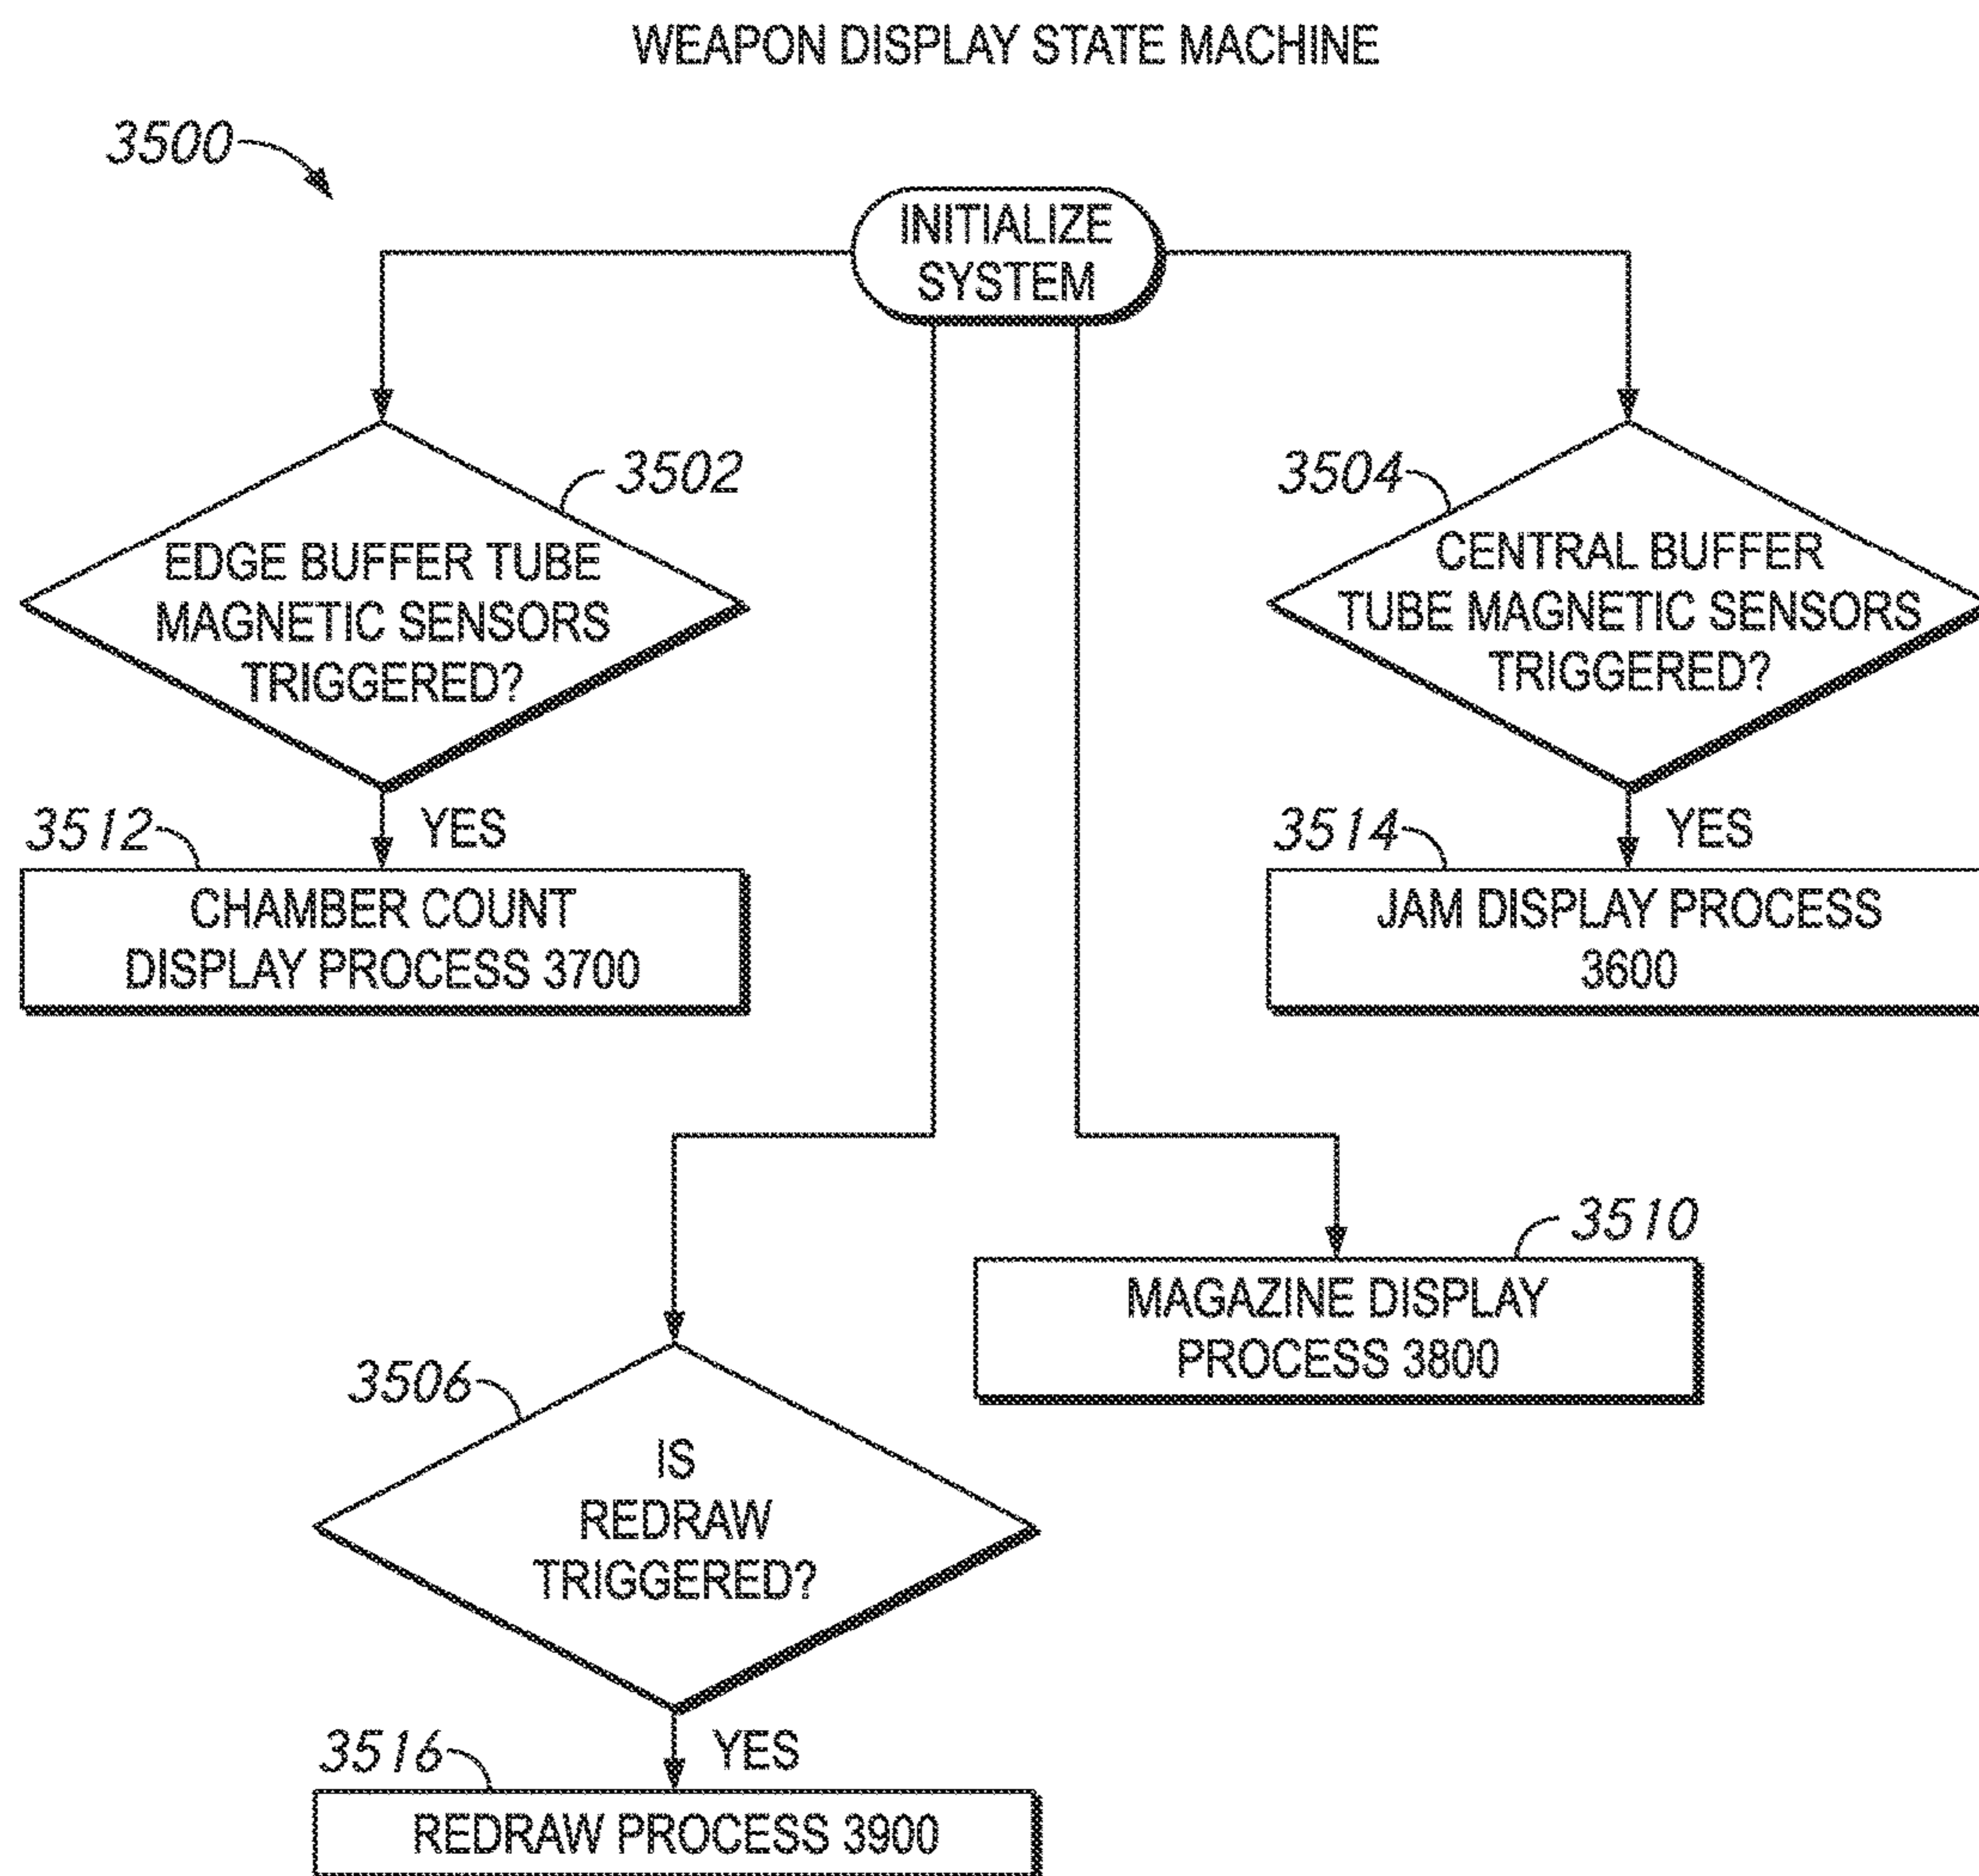 WEAPON DISPLAY STATE MACHINE
3500
INITIALIZE
SYSTEM
3502
EDGE BUFFER TUBE
MAGNETIC SENSORS
TRIGGERED?
3504
CENTRAL BUFFER
TUBE MAGNETIC SENSORS
TRIGGERED?
3512
YES
CHAMBER COUNT
DISPLAY PROCESS 3700
3514
YES
JAM DISPLAY PROCESS
3600
3510
MAGAZINE DISPLAY
PROCESS 3800
3506
IS
REDRAW
TRIGGERED?
3516
YES
REDRAW PROCESS 3900